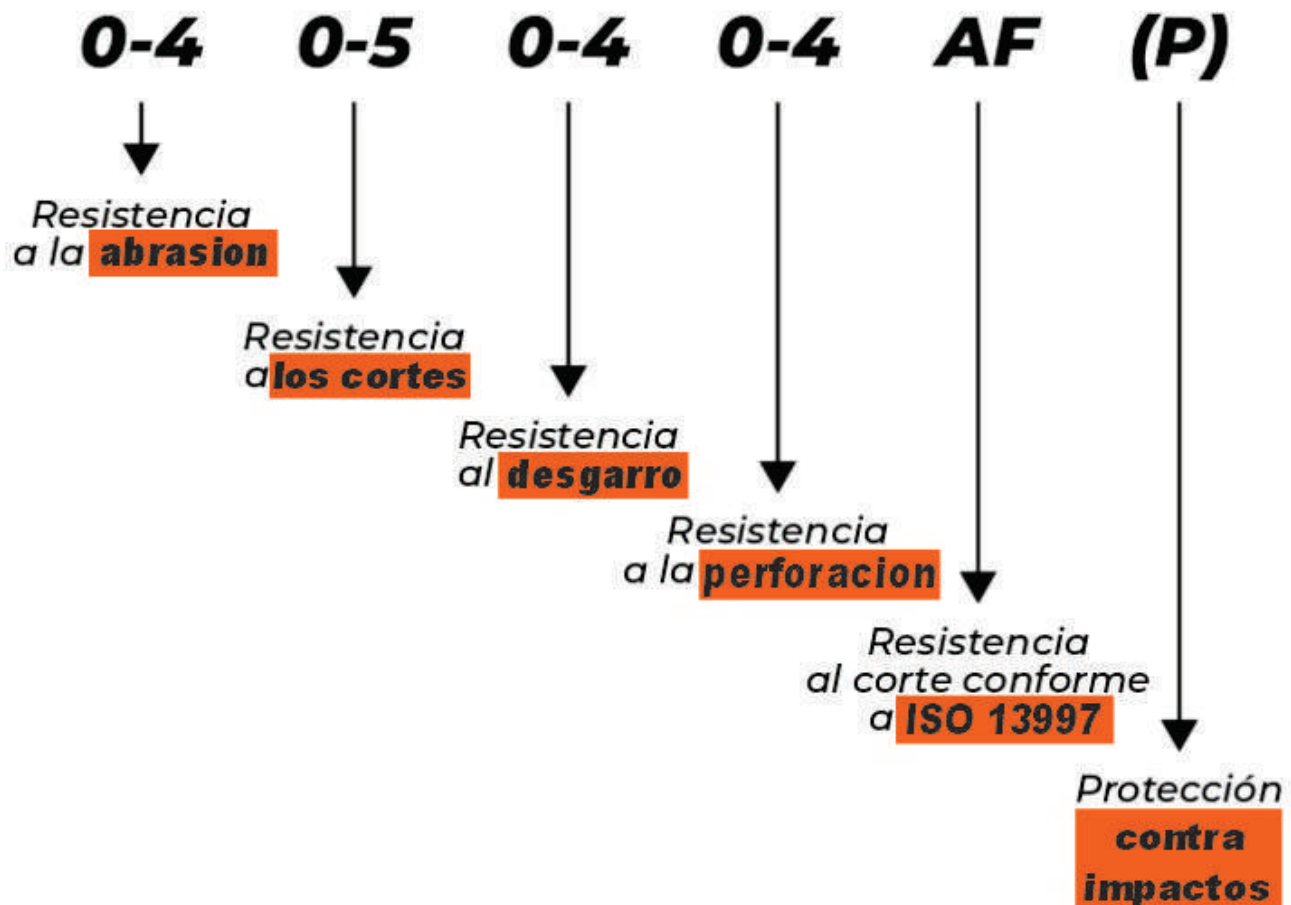 0-4 0-5 0-4 0-4 AF (P)
Resistencia
a la abrasion
Resistencia
a los cortes
Resistencia
al desgarro
Resistencia
a la perforacion
Resistencia
al corte conforme
a ISO 13997
Protección
contra
impactos